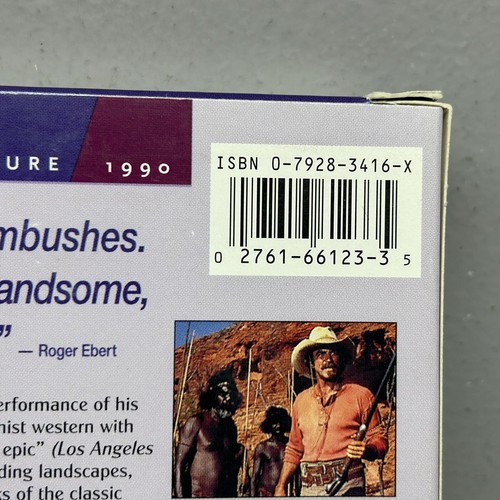 URE 1990
ISBN 0-7928-3416-X
0 2761-66123-3 5
mbushes.
andsome,
”
— Roger Ebert
erformance of his
nist western with
epic” (Los Angeles
ding landscapes,
ks of the classic